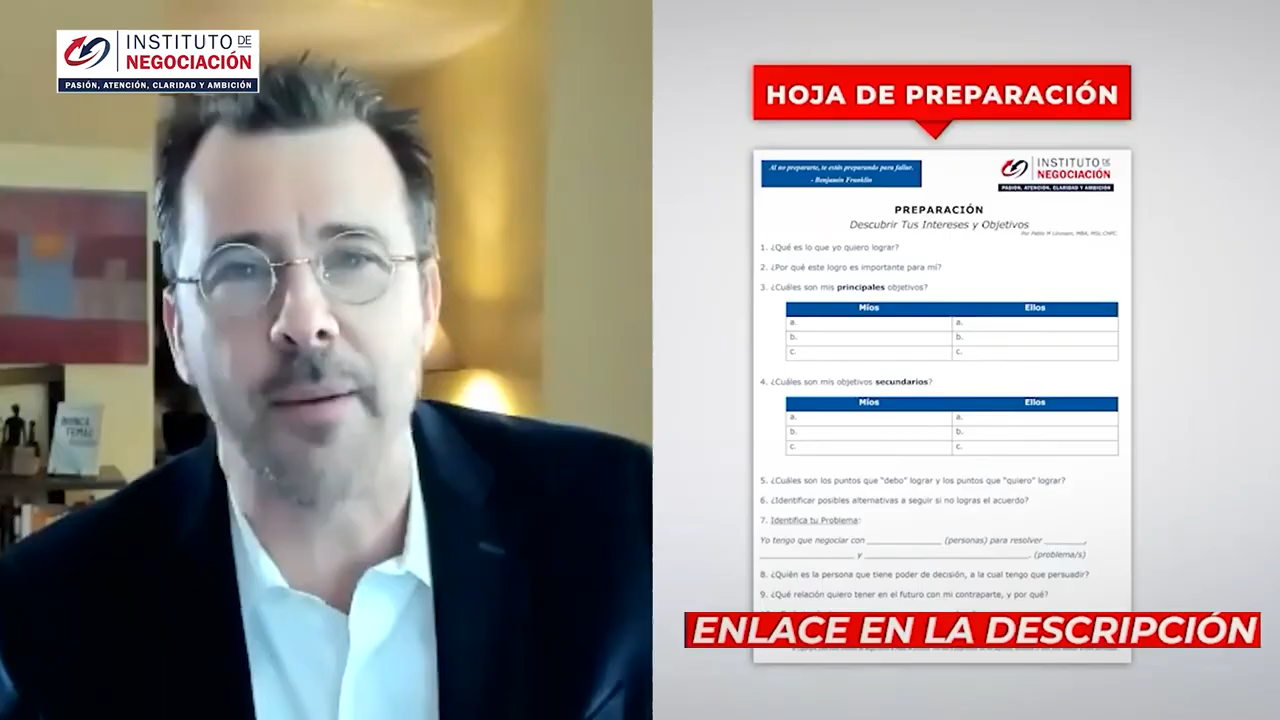 INSTITUTO DE
NEGOCIACIÓN
PASIÓN, ATENCIÓN, CLARIDAD Y AMBICIÓN
HOJA DE PREPARACIÓN
Al no prepararte, te estás preparando para fallar.
- Benjamin Franklin
INSTITUTO DE
NEGOCIACIÓN
PASIÓN, ATENCIÓN, CLARIDAD Y AMBICIÓN
PREPARACIÓN
Descubrir Tus Intereses y Objetivos
1. ¿Qué es lo que yo quiero lograr?
2. ¿Por qué este logro es importante para mí?
3. ¿Cuáles son mis principales objetivos?
Míos Ellos
a. a.
b. b.
c. c.
4. ¿Cuáles son mis objetivos secundarios?
Míos Ellos
a. a.
b. b.
c. c.
5. ¿Cuáles son los puntos que "debo" lograr y los puntos que "quiero" lograr?
6. ¿Identificar posibles alternativas a seguir si no logras el acuerdo?
7. Identifica tu Problema:
Yo tengo que negociar con _______________ (personas) para resolver ________,
___________________ y _________________________________. (problema/s)
8. ¿Quién es la persona que tiene poder de decisión, a la cual tengo que persuadir?
9. ¿Qué relación quiero tener en el futuro con mi contraparte, y por qué?
ENLACE EN LA DESCRIPCIÓN